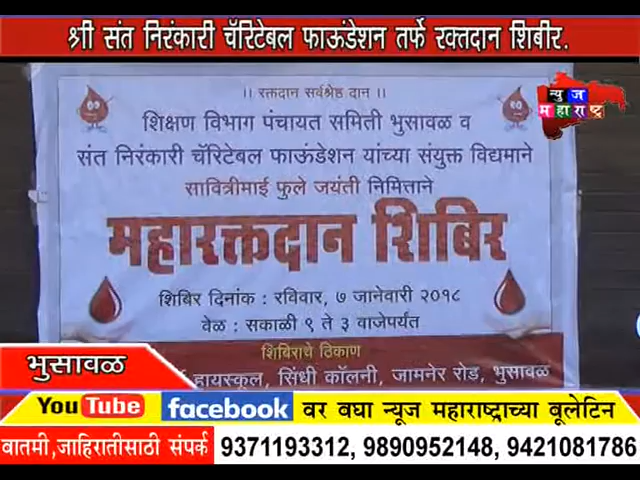 श्री संत निरंकारी चॅरिटेबल फाऊंडेशन तर्फे रक्तदान शिबीर.
।। रक्तदान सर्वश्रेष्ठ दान ।।
न्युज
महाराष्ट्र
शिक्षण विभाग पंचायत समिती भुसावळ व
संत निरंकारी चॅरिटेबल फाऊंडेशन यांच्या संयुक्त विद्यमाने
सावित्रीमाई फुले जयंती निमित्ताने
महारक्तदान शिबिर
शिबिर दिनांक : रविवार, ७ जानेवारी २०१८
वेळ : सकाळी ९ ते ३ वाजेपर्यंत
शिबिराचे ठिकाण
हायस्कूल, सिंधी कॉलनी, जामनेर रोड, भुसावळ
भुसावळ
YouTube facebook वर बघा न्यूज महाराष्ट्राच्या बूलेटिन
वातमी,जाहिरातीसाठी संपर्क 9371193312, 9890952148, 9421081786